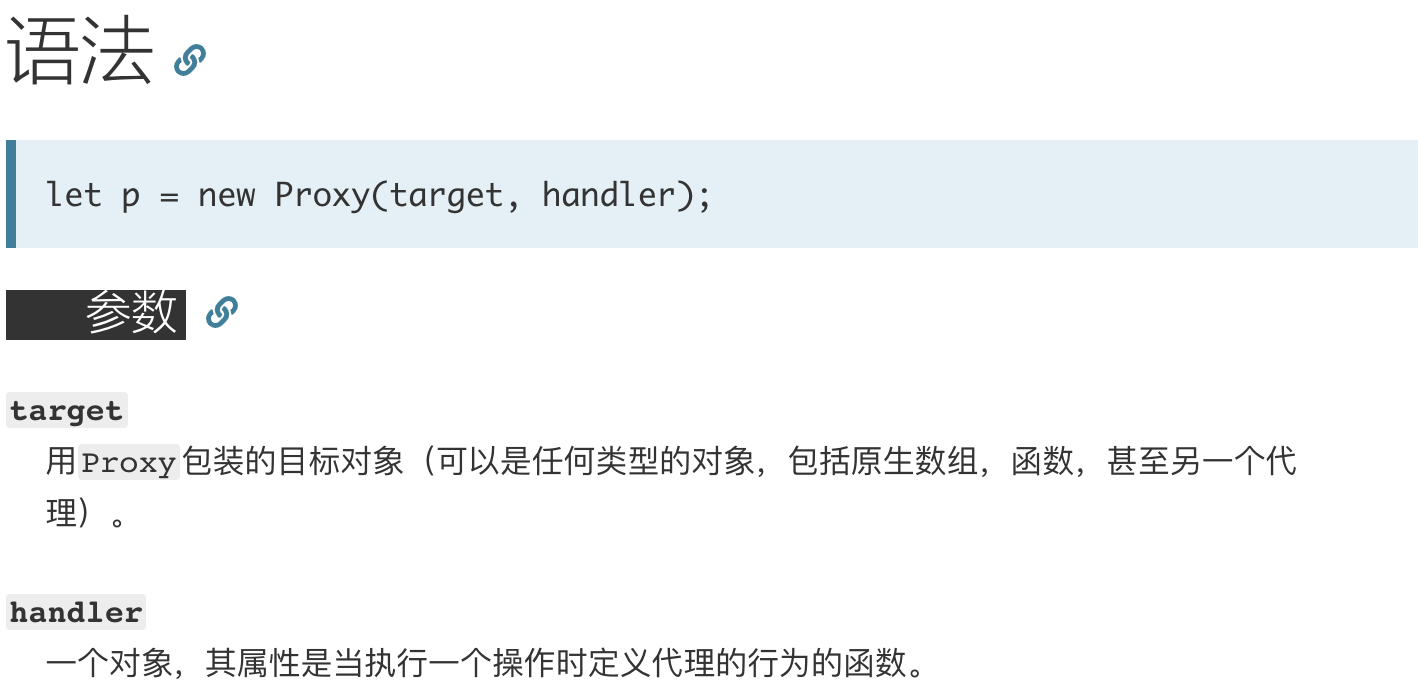 语法
let p = new Proxy(target, handler);
参数
target
用Proxy包装的目标对象（可以是任何类型的对象，包括原生数组，函数，甚至另一个代
理）。
handler
一个对象，其属性是当执行一个操作时定义代理的行为的函数。